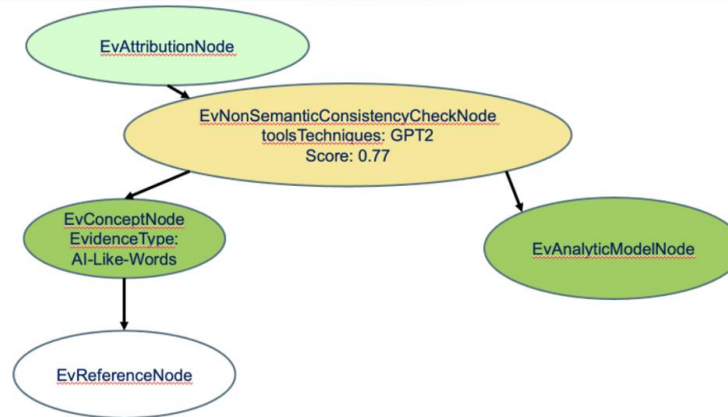 EvAttributionNode
EvNonSemanticConsistencyCheckNode
toolsTechniques: GPT2
Score: 0.77
EvConceptNode
EvidenceType:
AI-Like-Words
EvAnalyticModelNode
EvReferenceNode